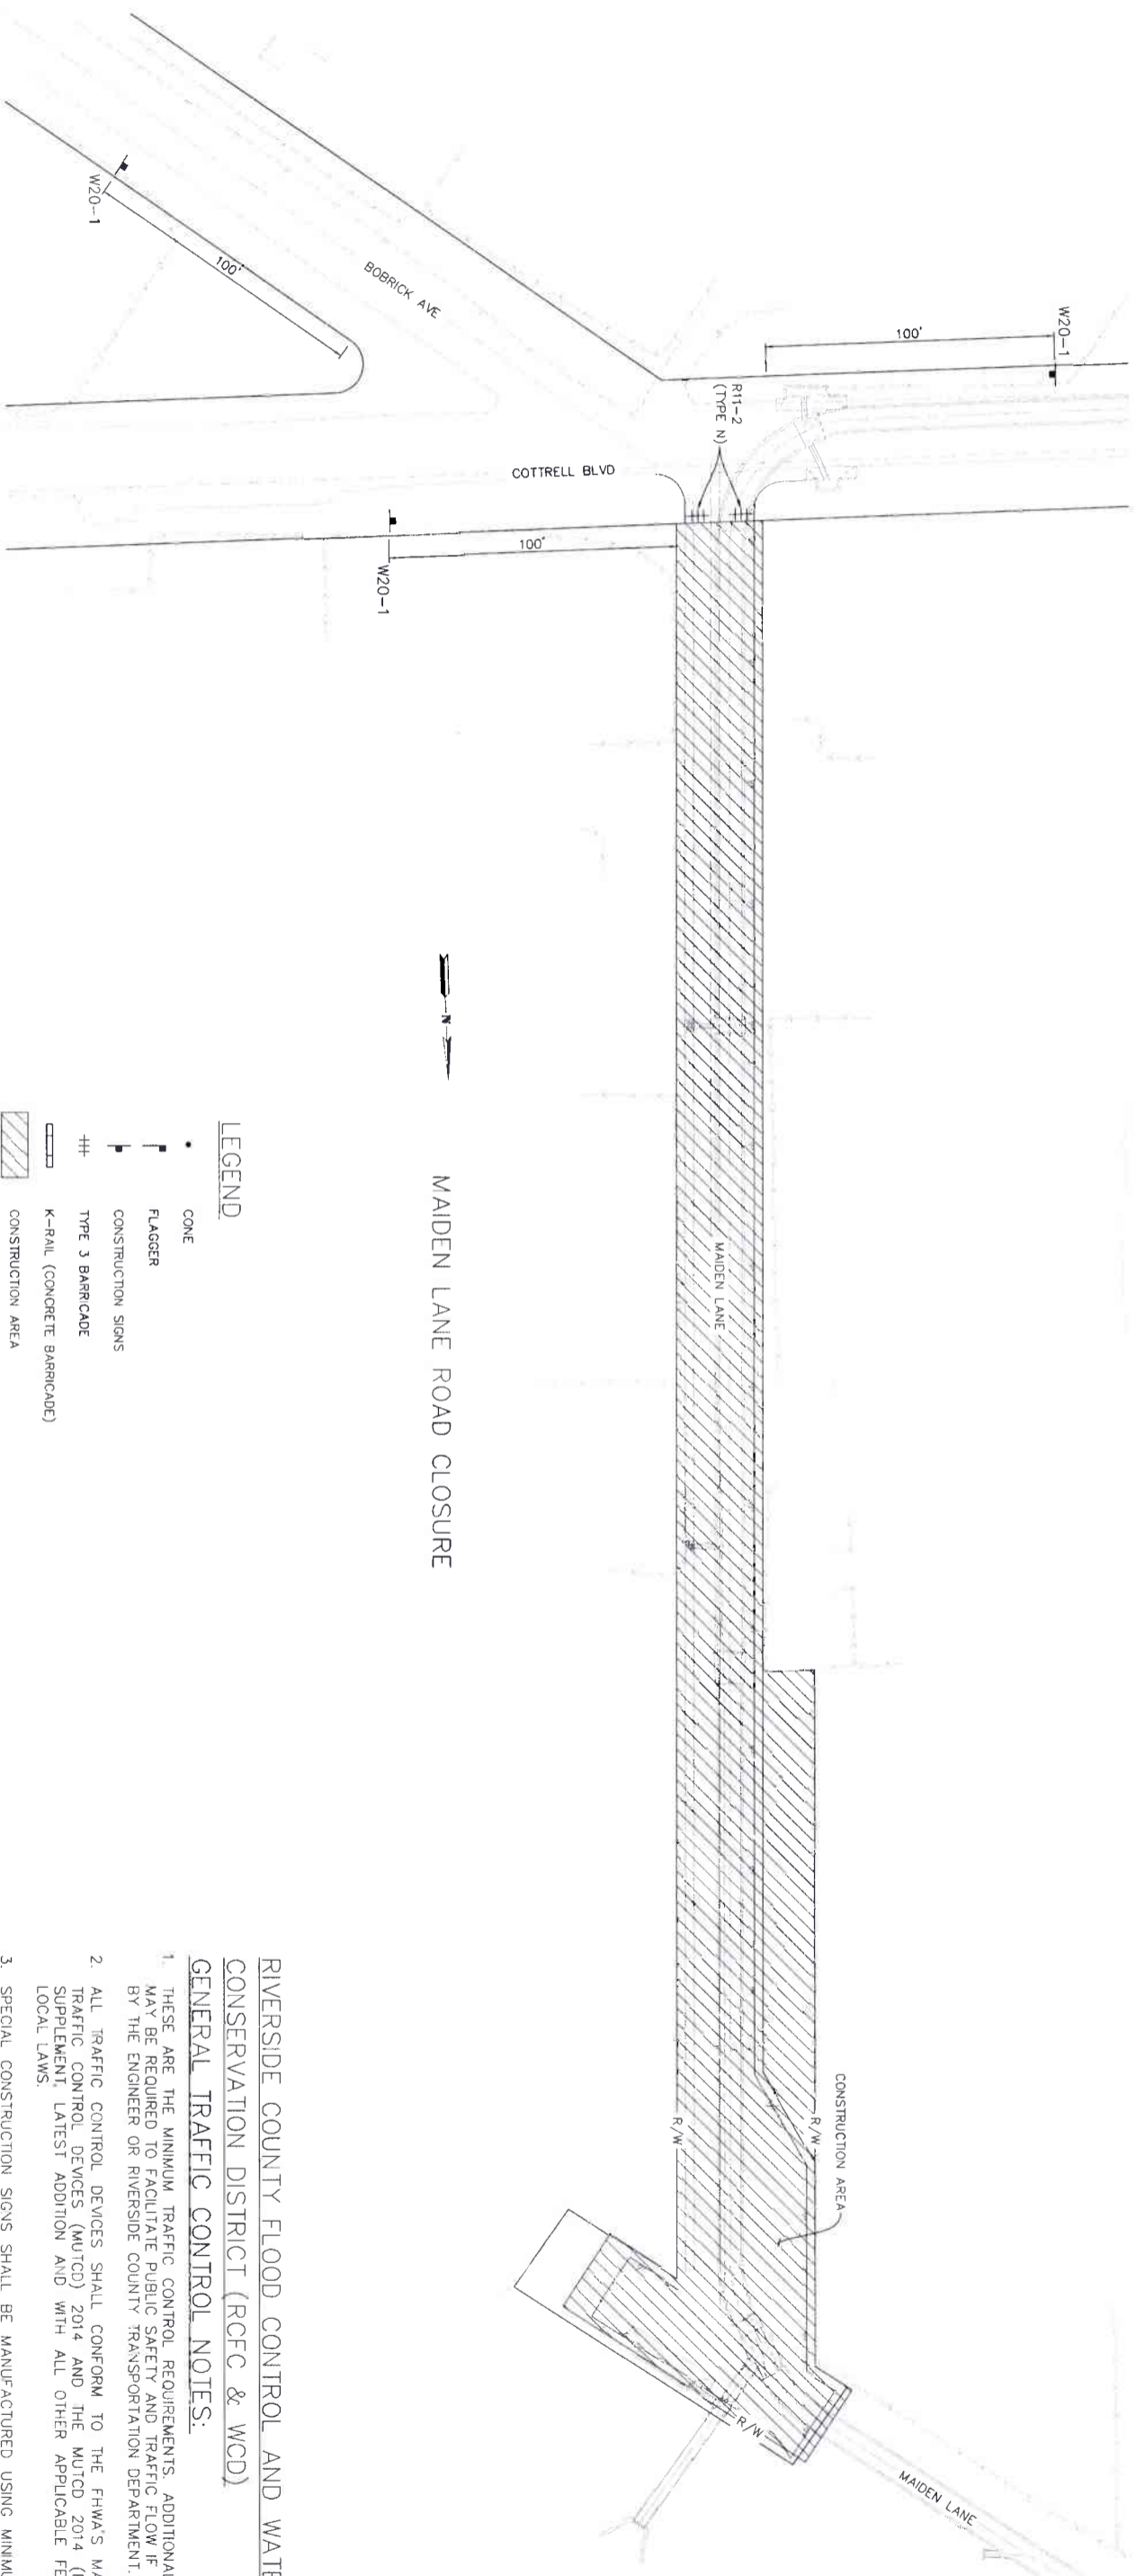 W20-1
100'
BOBRICK AVE
W20-1
100'
R11-2
(TYPE N)
COTTRELL BLVD
100'
W20-1
MAIDEN LANE
R/W
R/W
CONSTRUCTION AREA
R/W
MAIDEN LANE
N
MAIDEN LANE ROAD CLOSURE
LEGEND
CONE
FLAGGER
CONSTRUCTION SIGNS
TYPE 3 BARRICADE
K-RAIL (CONCRETE BARRICADE)
CONSTRUCTION AREA
RIVERSIDE COUNTY FLOOD CONTROL AND
CONSERVATION DISTRICT (RCFC & WCD)
GENERAL TRAFFIC CONTROL NOTES:
1. THESE ARE THE MINIMUM TRAFFIC CONTROL REQUIREMENTS. ADDITIONAL
MAY BE REQUIRED TO FACILITATE PUBLIC SAFETY AND TRAFFIC FLOW IF
BY THE ENGINEER OR RIVERSIDE COUNTY TRANSPORTATION DEPARTMENT.
2. ALL TRAFFIC CONTROL DEVICES SHALL CONFORM TO THE FHWA'S
TRAFFIC CONTROL DEVICES (MUTCD) 2014 AND THE MUTCD 2014
SUPPLEMENT, LATEST ADDITION AND WITH ALL OTHER APPLICABLE
LOCAL LAWS.
3. SPECIAL CONSTRUCTION SIGNS SHALL BE MANUFACTURED USING